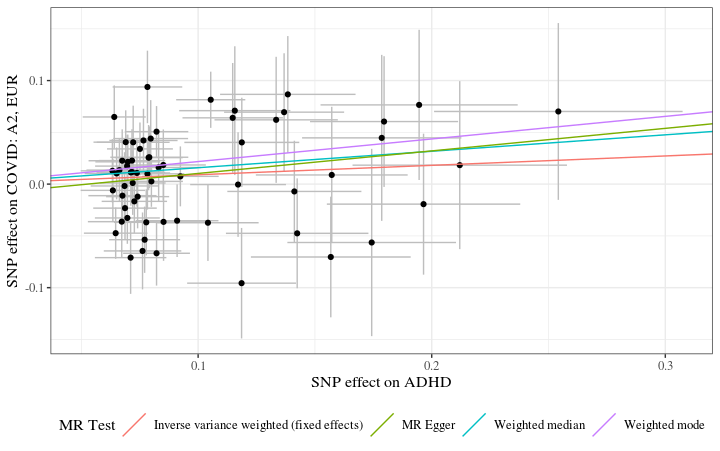 SNP effect on COVID: A2, EUR
0.1
0.0
-0.1
0.1 0.2 0.3
SNP effect on ADHD
MR Test Inverse variance weighted (fixed effects) MR Egger Weighted median Weighted mode